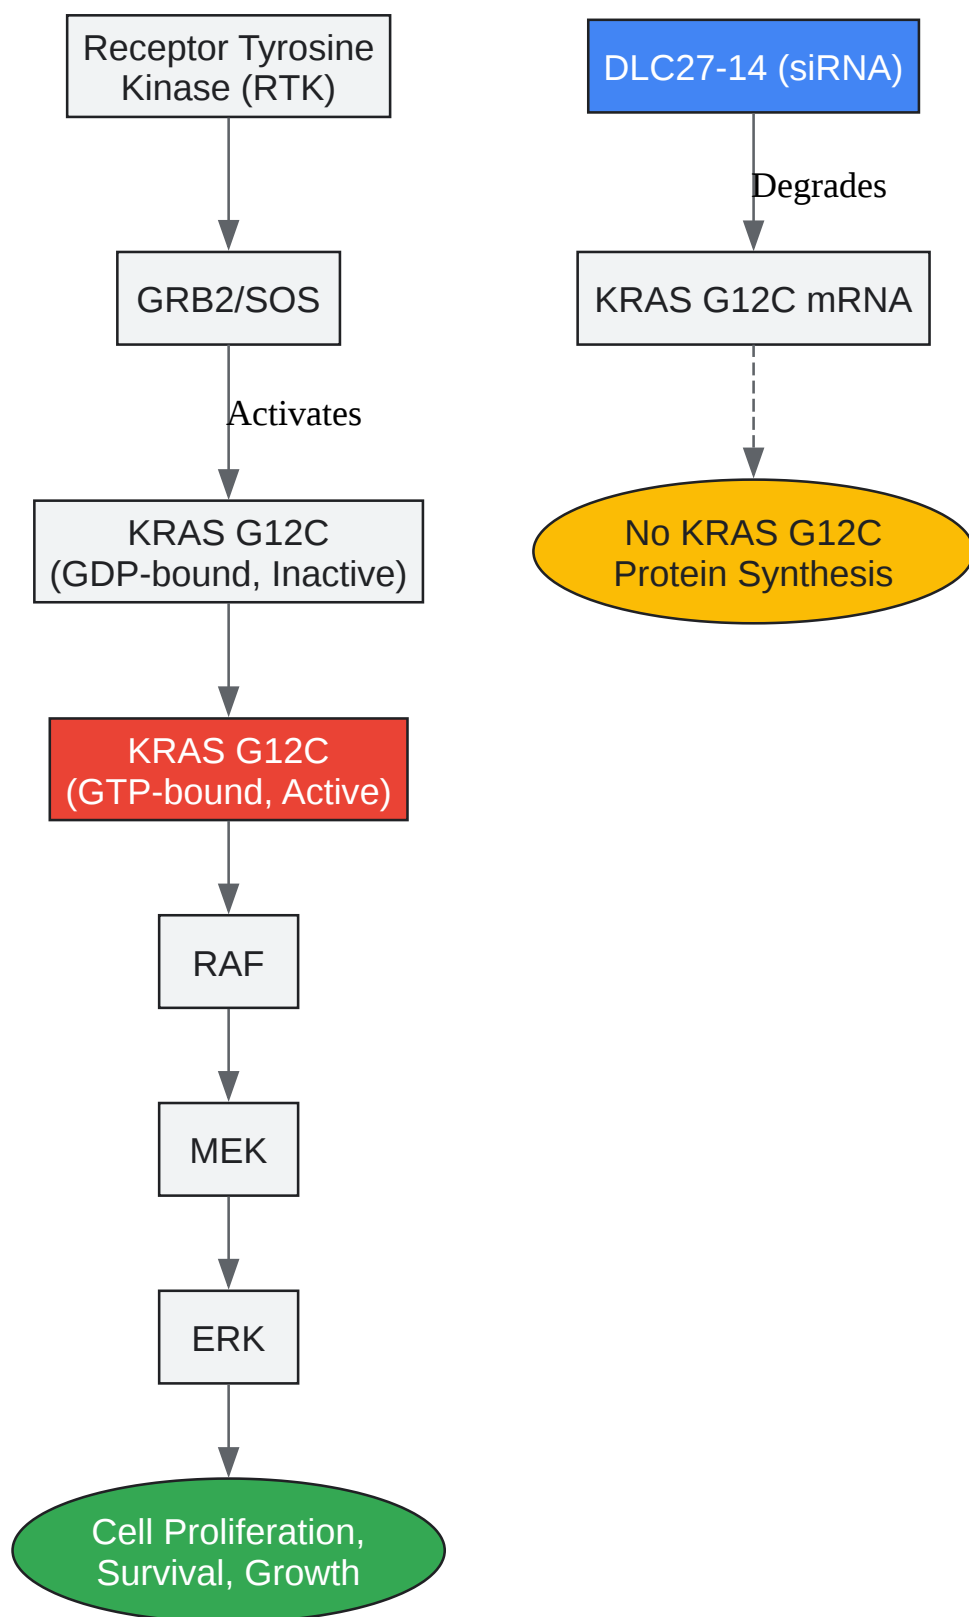 Receptor Tyrosine
Kinase (RTK)
GRB2/SOS
Activates
KRAS G12C
(GDP-bound, Inactive)
KRAS G12C
(GTP-bound, Active)
RAF
MEK
ERK
Cell Proliferation,
Survival, Growth
DLC27-14 (siRNA)
Degrades
KRAS G12C mRNA
No KRAS G12C
Protein Synthesis